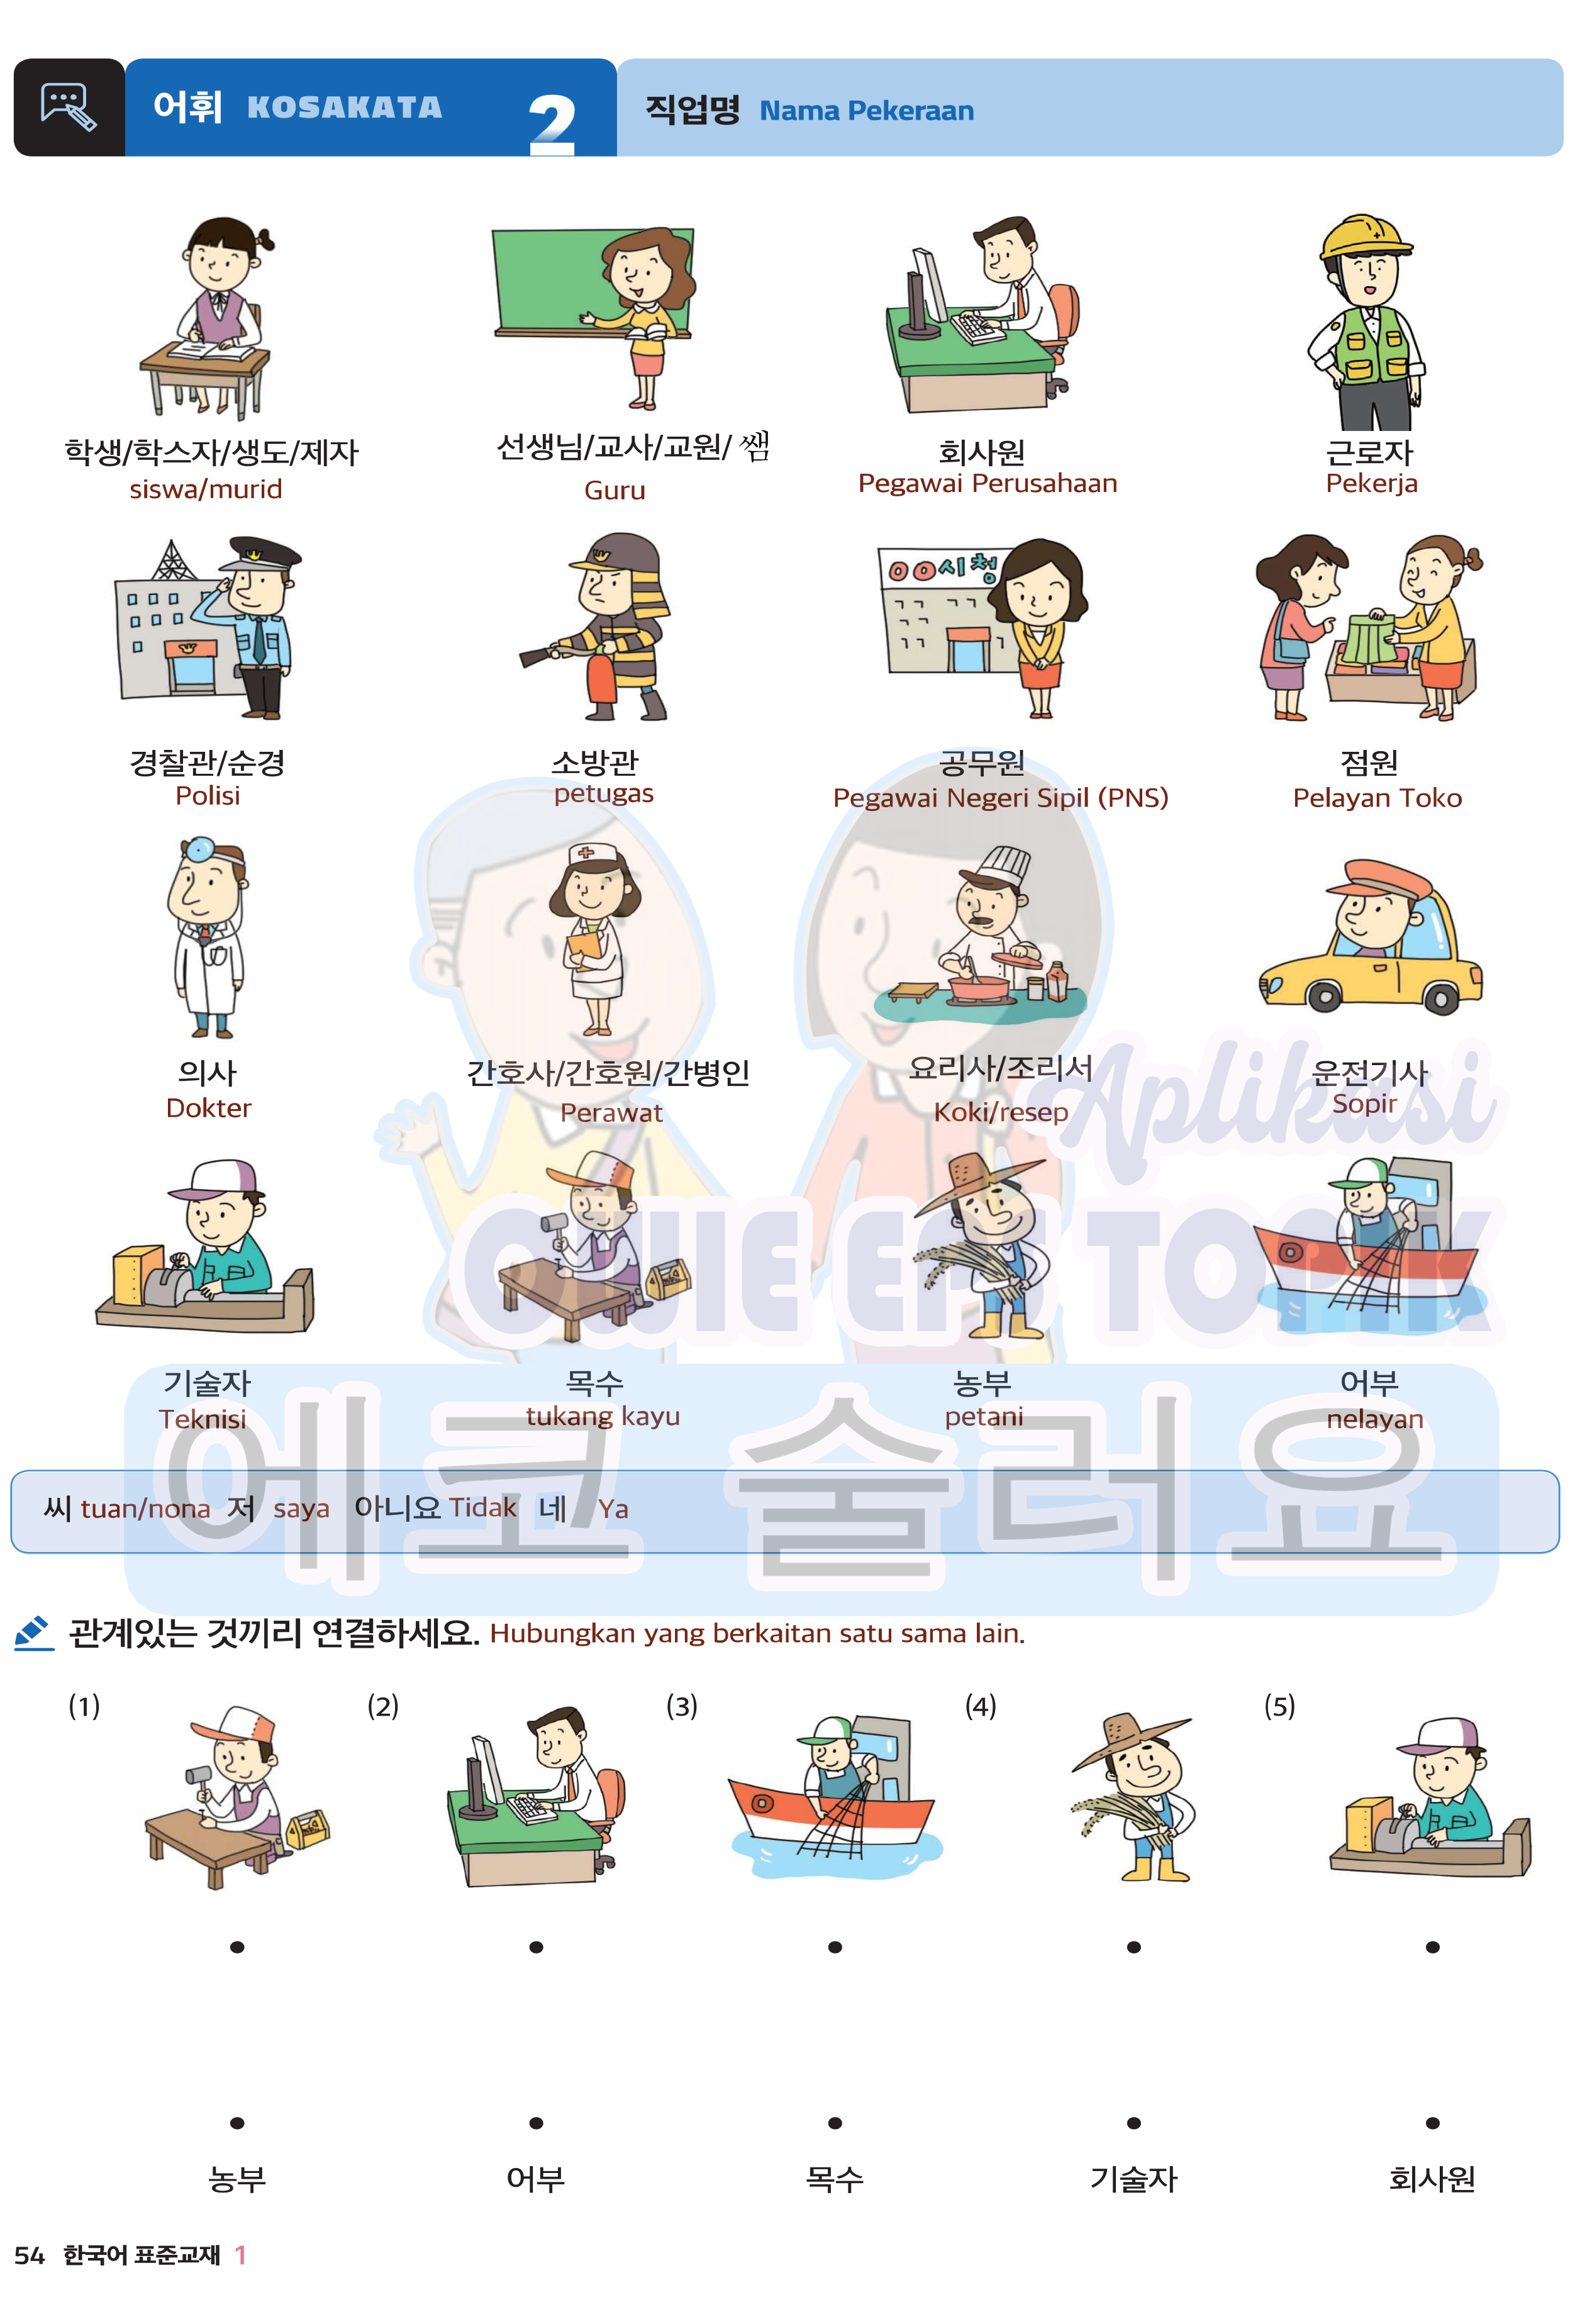 어휘 KOSAKATA 2 직업명 Nama Pekeraan
학생/학스자/생도/제자 선생님/교사/교원/쌤 회사원 근로자
siswa/murid Guru Pegawai Perusahaan Pekerja
OO시청
경찰관/순경 소방관 공무원 점원
Polisi petugas Pegawai Negeri Sipil (PNS) Pelayan Toko
의사 간호사/간호원/간병인 요리사/조리서 운전기사
Dokter Perawat Koki/resep Sopir
Aplikasi
OWIE EPS TOPIK
기술자 목수 농부 어부
Teknisi tukang kayu petani nelayan
에코 술러요
씨 tuan/nona 저 saya 아니요 Tidak 네 Ya
관계있는 것끼리 연결하세요. Hubungkan yang berkaitan satu sama lain.
(1) (2) (3) (4) (5)
농부 어부 목수 기술자 회사원
54 한국어 표준교재 1